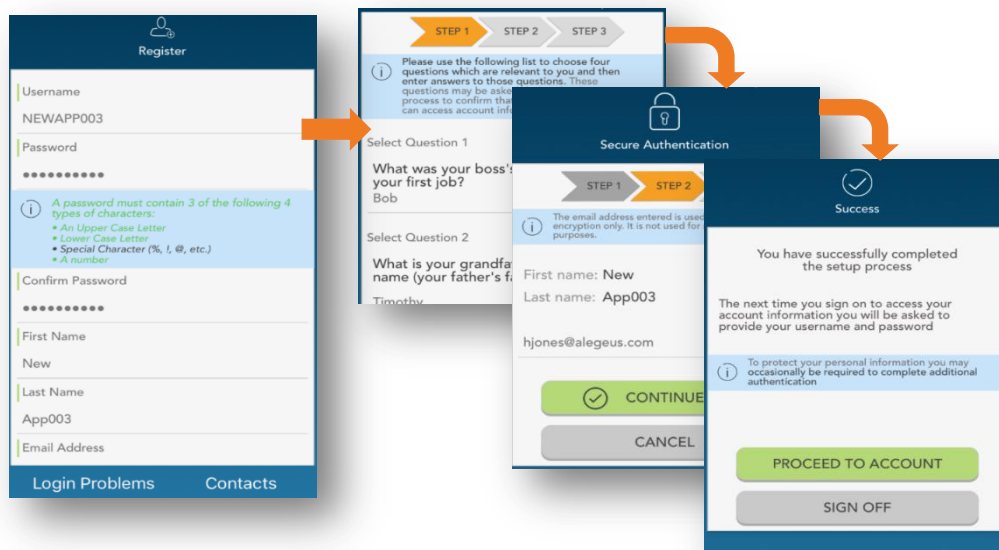 Register
Username
NEWAPP003
Password
••••••••••
A password must contain 3 of the following 4
types of characters:
• An Upper Case Letter
• Lower Case Letter
• Special Character (%, !, @, etc.)
• A number
Confirm Password
••••••••••
First Name
New
Last Name
App003
Email Address
Login Problems Contacts
STEP 1 STEP 2 STEP 3
Please use the following list to choose four
questions which are relevant to you and then
enter answers to those questions. These
questions may be aske
process to confirm that
can access account info
Select Question 1
What was your boss's
your first job?
Bob
Select Question 2
What is your grandfa
name (your father's fa
Timothy
Secure Authentication
STEP 1 STEP 2
The email address entered is used
encryption only. It is not used for
purposes.
First name: New
Last name: App003
hjones@alegeus.com
CONTINUE
CANCEL
Success
You have successfully completed
the setup process
The next time you sign on to access your
account information you will be asked to
provide your username and password
To protect your personal information you may
occasionally be required to complete additional
authentication
PROCEED TO ACCOUNT
SIGN OFF